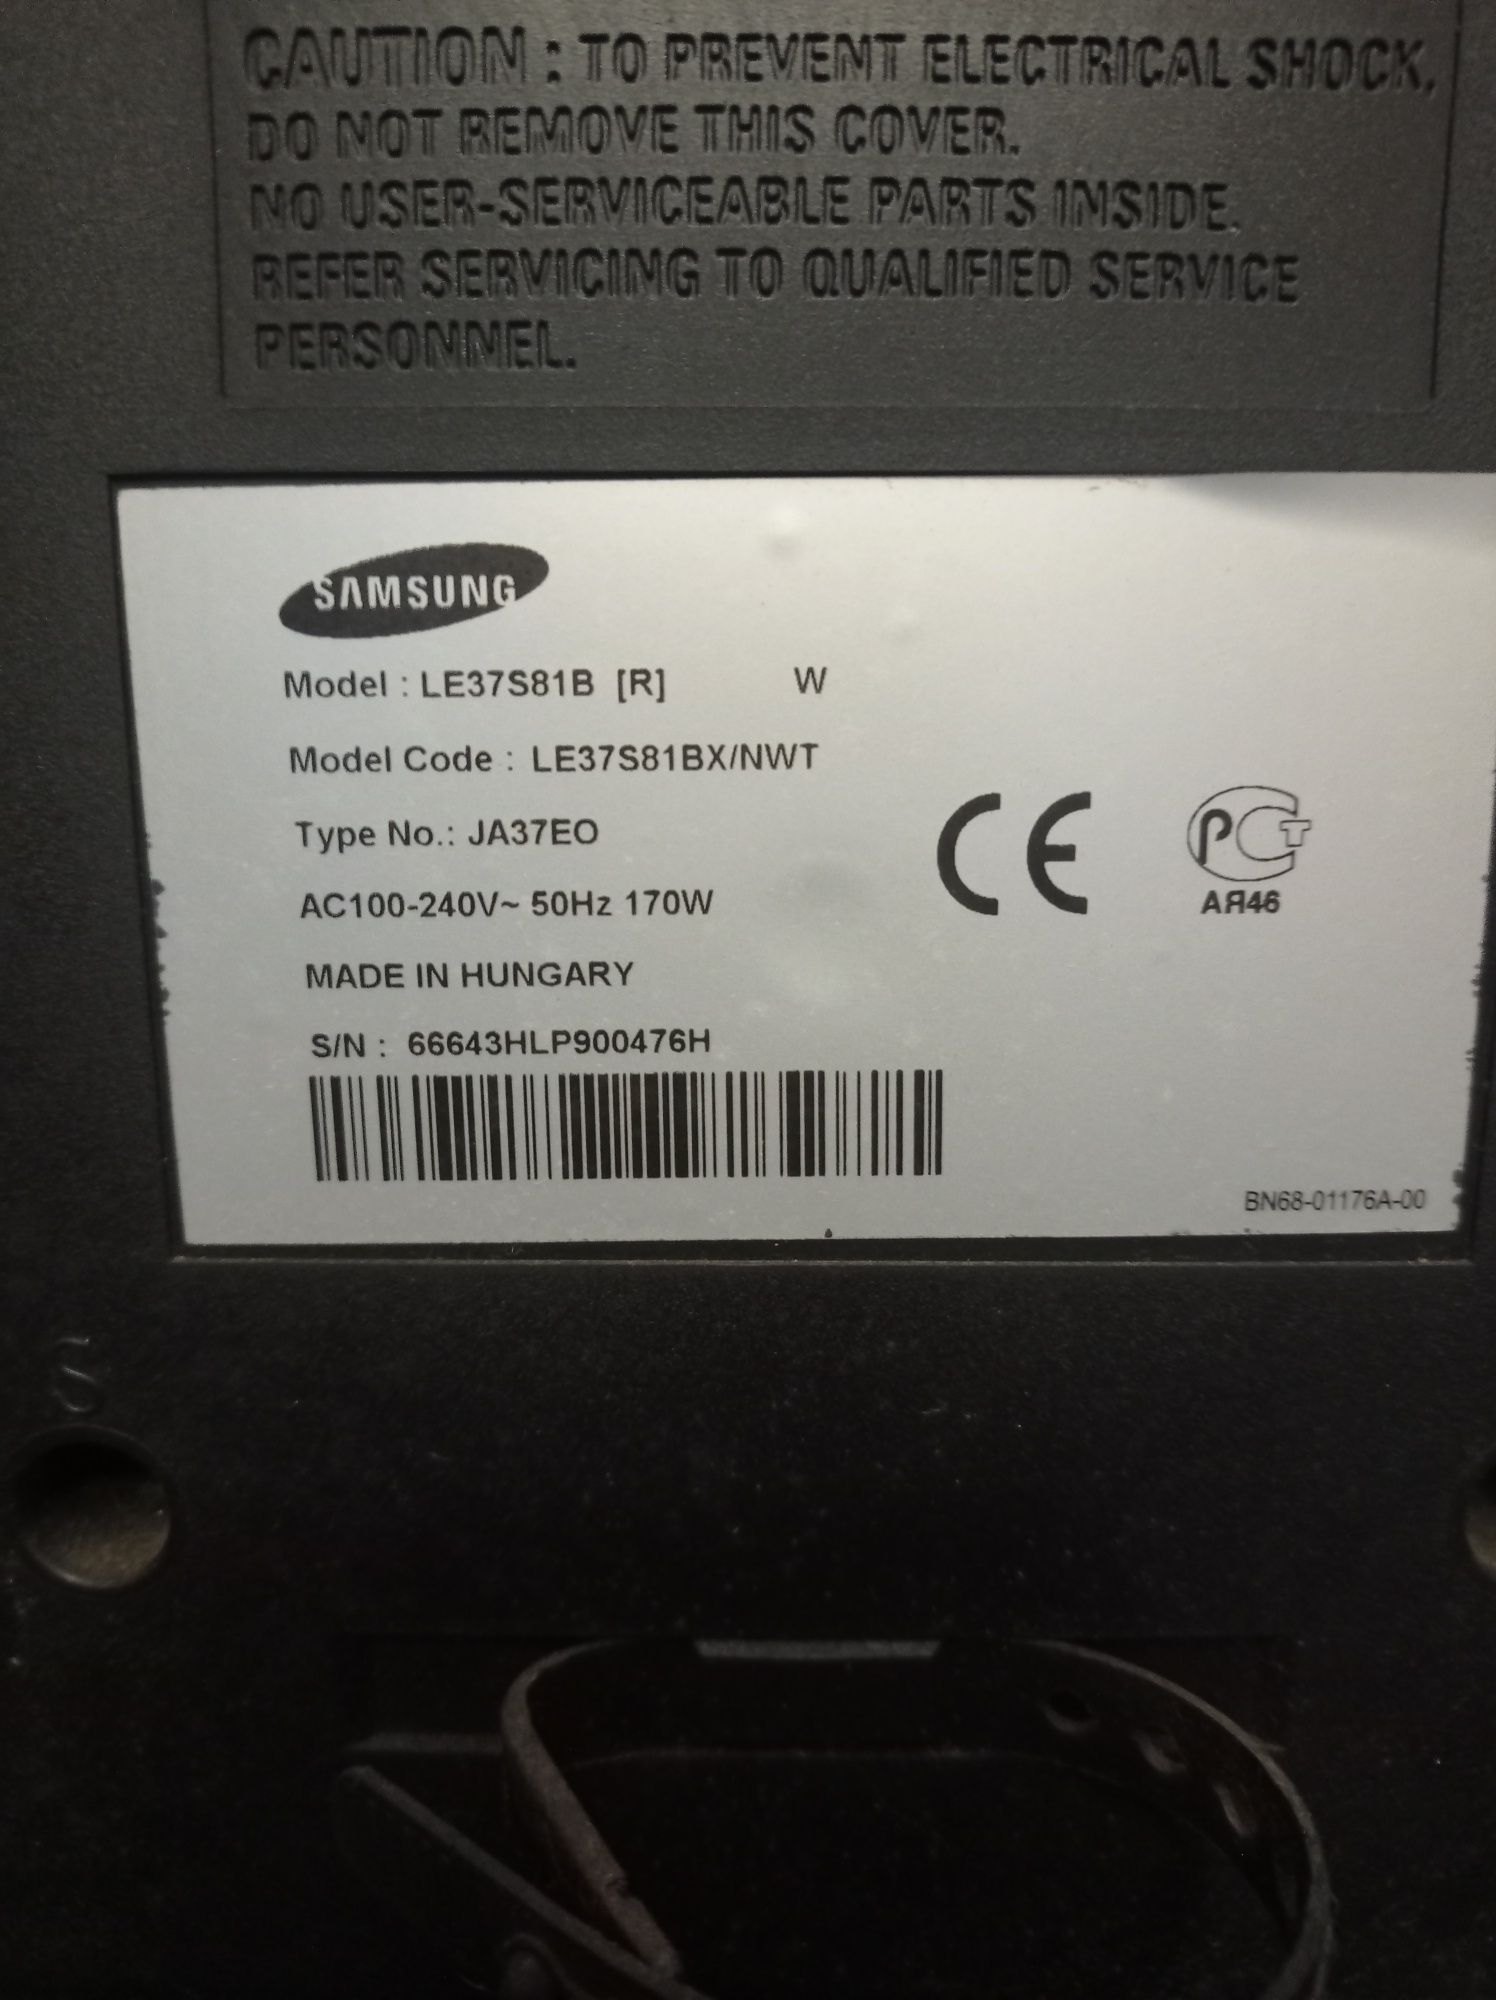 CAUTION : TO PREVENT ELECTRICAL SHOCK,
DO NOT REMOVE THIS COVER.
NO USER-SERVICEABLE PARTS INSIDE.
REFER SERVICING TO QUALIFIED SERVICE
PERSONNEL.
SAMSUNG
Model : LE37S81B [R] W
Model Code : LE37S81BX/NWT
Type No.: JA37EO
AC100-240V~ 50Hz 170W
MADE IN HUNGARY
S/N : 66643HLP900476H
CE
PCT
АЯ46
BN68-01176A-00